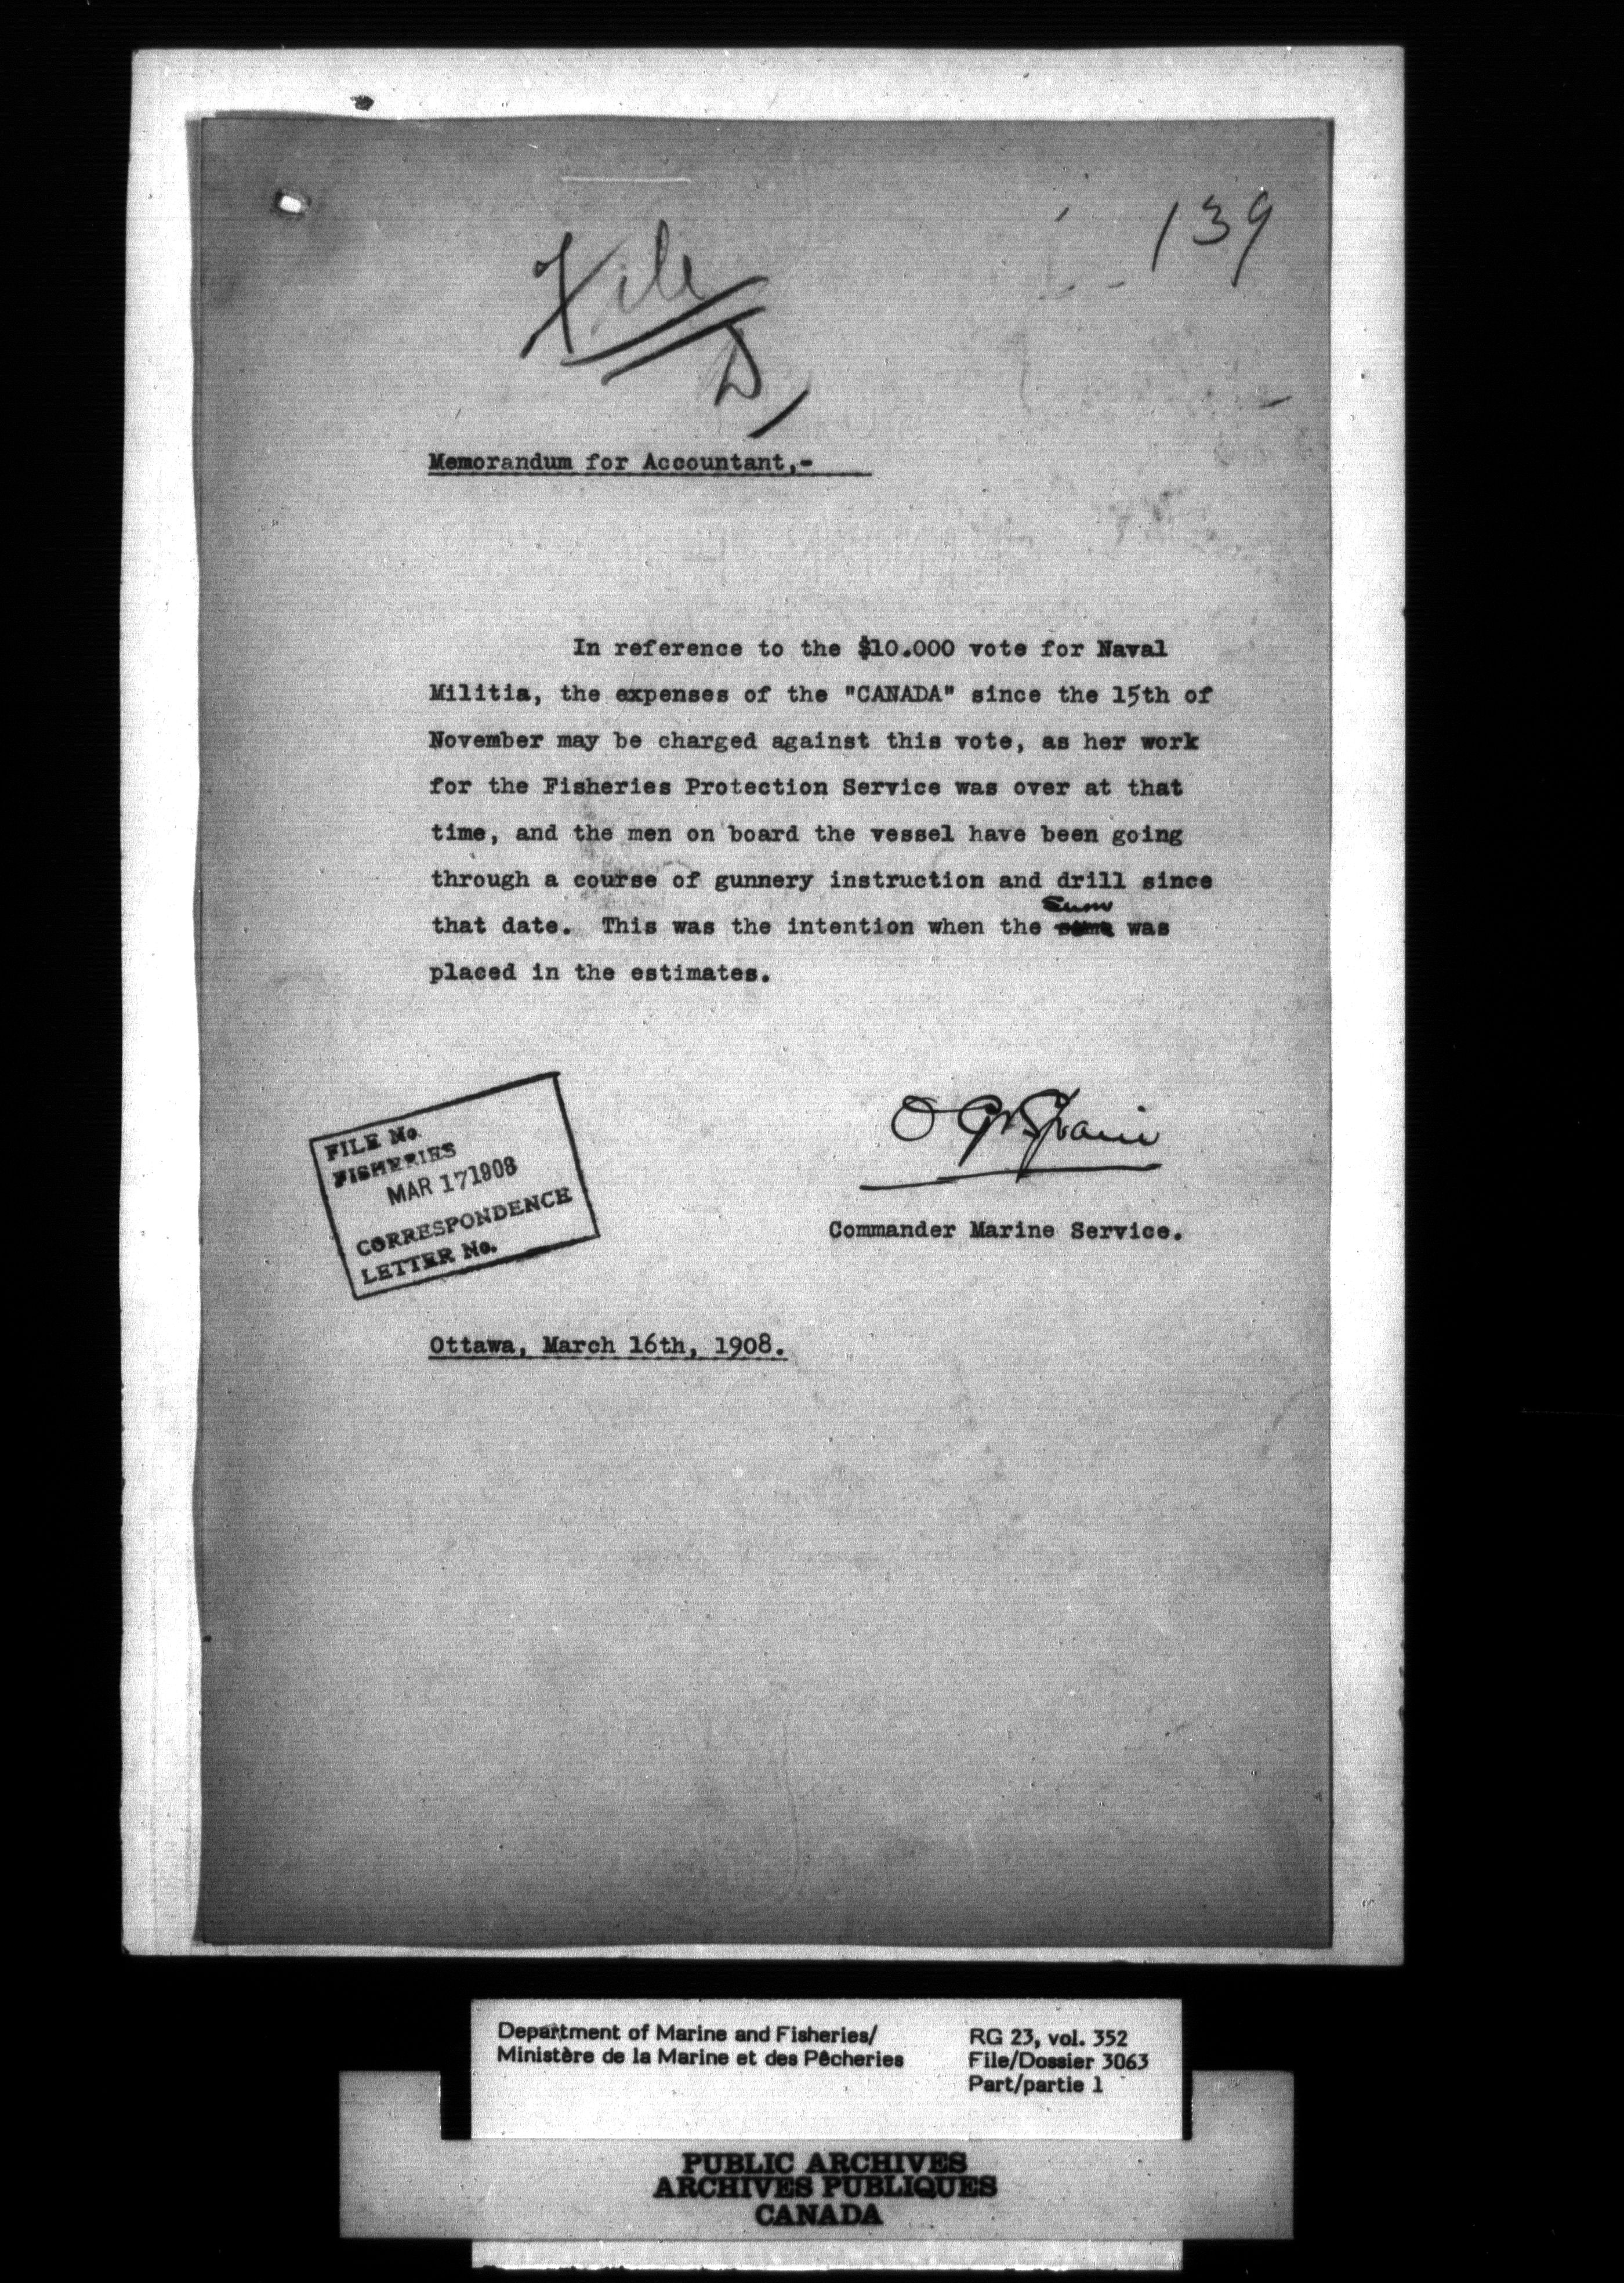 139
File
D
Memorandum for Accountant,-
In reference to the $10.000 vote for Naval
Militia, the expenses of the "CANADA" since the 15th of
November may be charged against this vote, as her work
for the Fisheries Protection Service was over at that
time, and the men on board the vessel have been going
through a course of gunnery instruction and drill since
Sum
that date. This was the intention when the same was
placed in the estimates.
O G V Spain
Commander Marine Service.
FILE No.
FISHERIES
MAR 17 1908
CORRESPONDENCE
LETTER No.
Ottawa, March 16th, 1908.
Department of Marine and Fisheries/
Ministère de la Marine et des Pêcheries
RG 23, vol. 352
File/Dossier 3063
Part/partie 1
PUBLIC ARCHIVES
ARCHIVES PUBLIQUES
CANADA